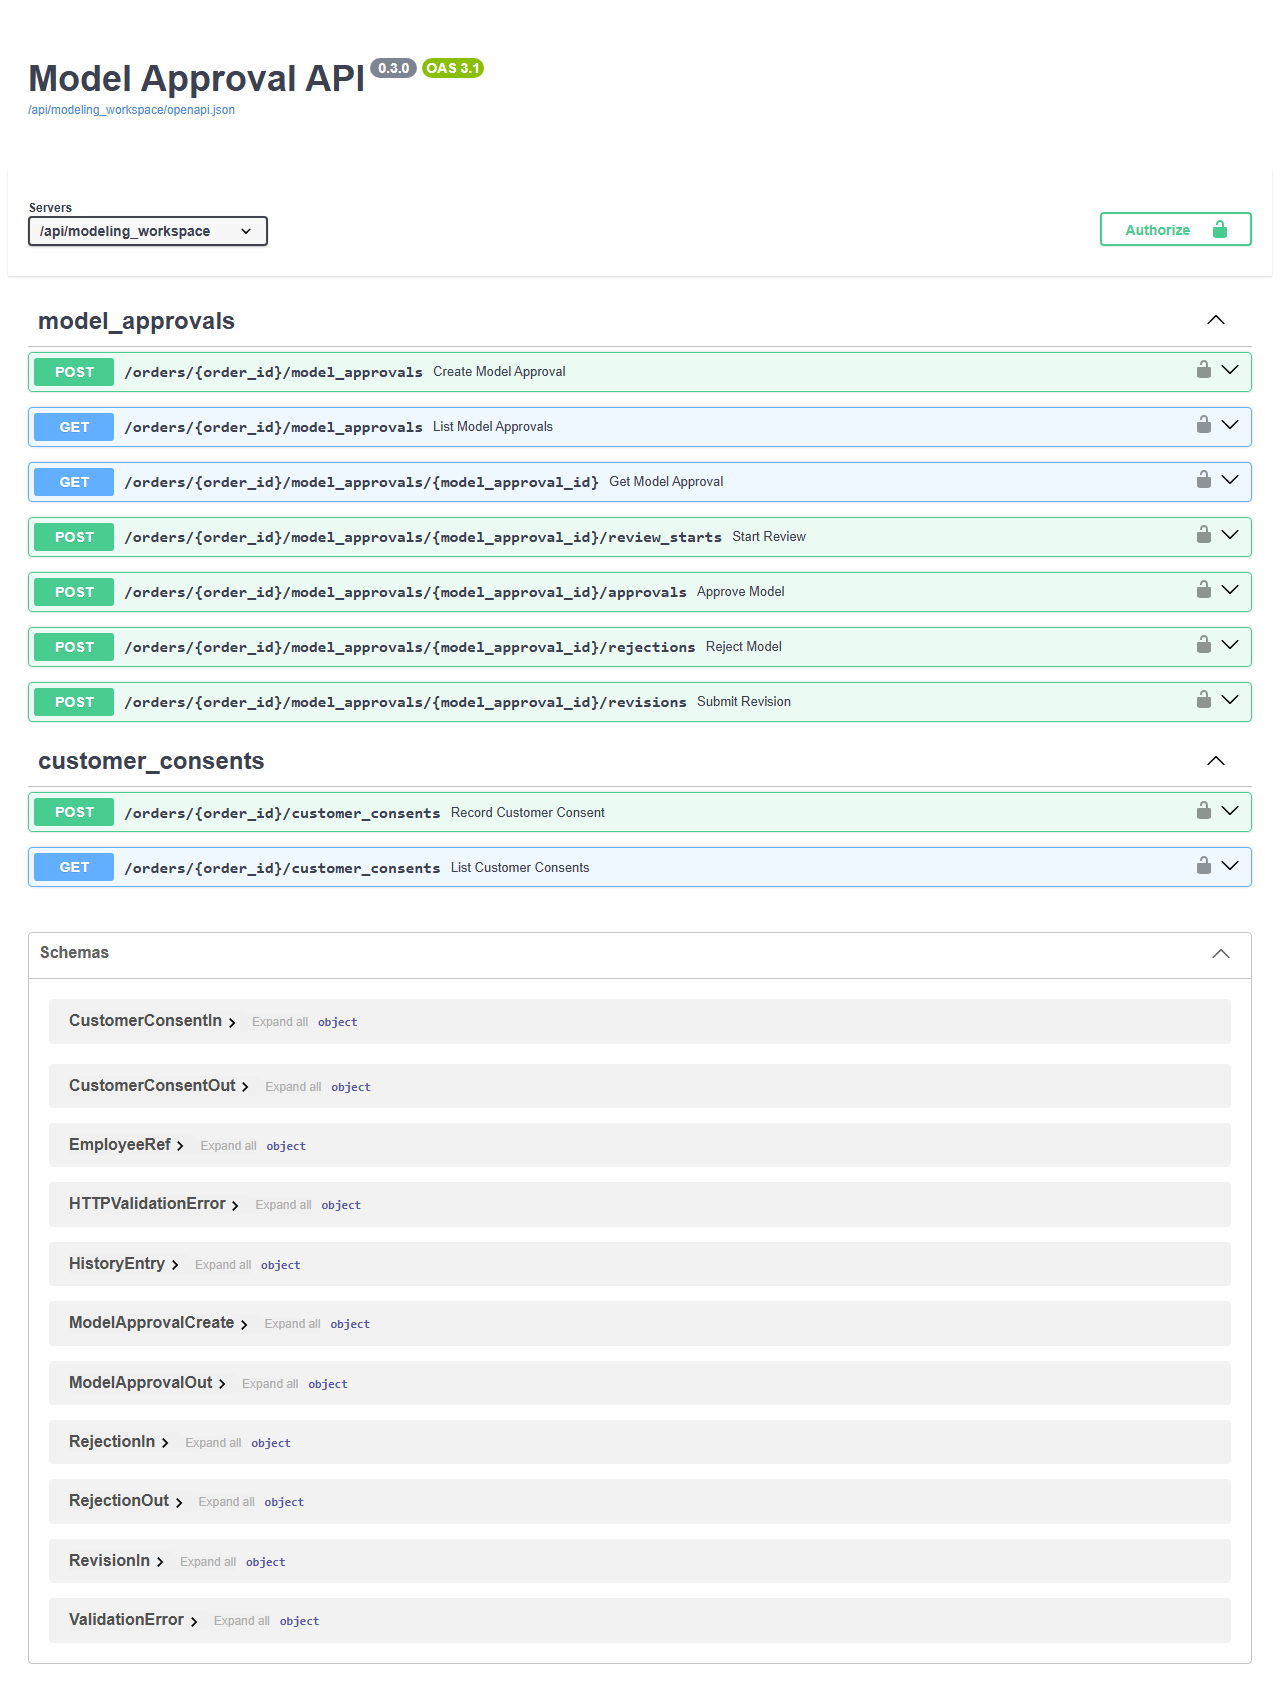 Model Approval API 0.3.0 OAS 3.1
/api/modeling_workspace/openapi.json
Servers
/api/modeling_workspace
Authorize
model_approvals
POST /orders/{order_id}/model_approvals Create Model Approval
GET /orders/{order_id}/model_approvals List Model Approvals
GET /orders/{order_id}/model_approvals/{model_approval_id} Get Model Approval
POST /orders/{order_id}/model_approvals/{model_approval_id}/review_starts Start Review
POST /orders/{order_id}/model_approvals/{model_approval_id}/approvals Approve Model
POST /orders/{order_id}/model_approvals/{model_approval_id}/rejections Reject Model
POST /orders/{order_id}/model_approvals/{model_approval_id}/revisions Submit Revision
customer_consents
POST /orders/{order_id}/customer_consents Record Customer Consent
GET /orders/{order_id}/customer_consents List Customer Consents
Schemas
CustomerConsentIn Expand all object
CustomerConsentOut Expand all object
EmployeeRef Expand all object
HTTPValidationError Expand all object
HistoryEntry Expand all object
ModelApprovalCreate Expand all object
ModelApprovalOut Expand all object
RejectionIn Expand all object
RejectionOut Expand all object
RevisionIn Expand all object
ValidationError Expand all object